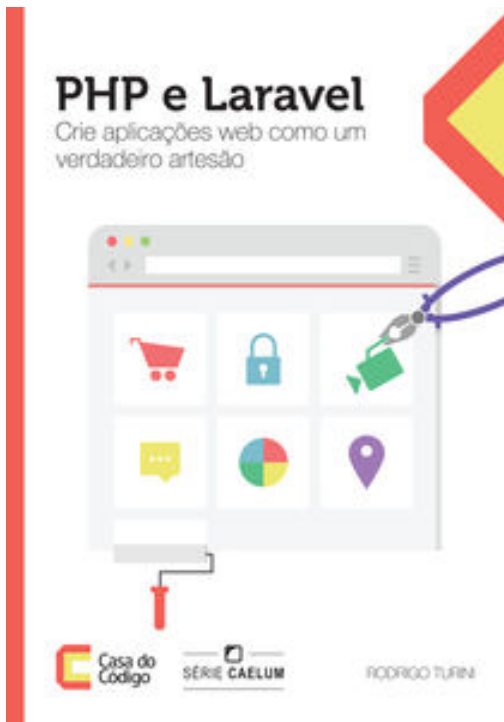 PHP e Laravel
Crie aplicações web como um
verdadeiro artesão
Casa do
Código
SÉRIE CAELUM
RODRIGO TURINI